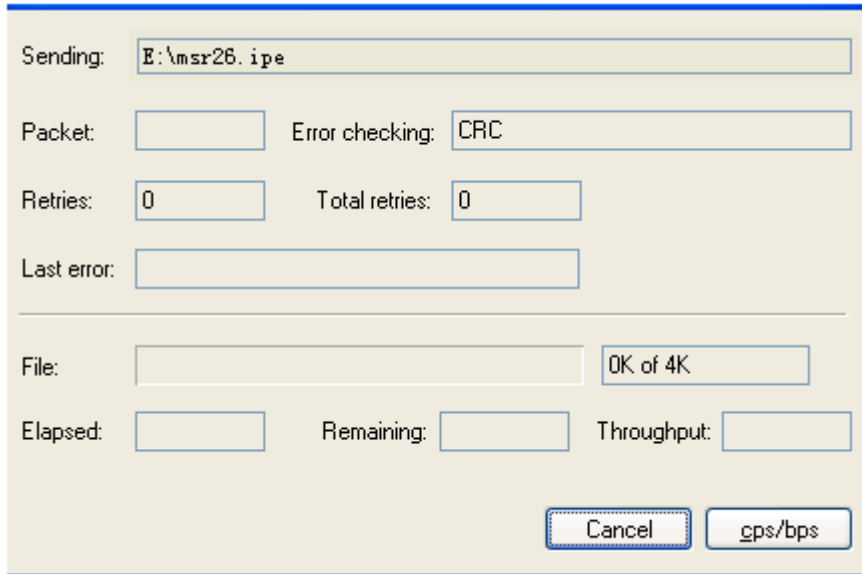 Sending: E:\msr26.ipe
Packet: Error checking: CRC
Retries: 0 Total retries: 0
Last error:
File: 0K of 4K
Elapsed: Remaining: Throughput:
Cancel cps/bps